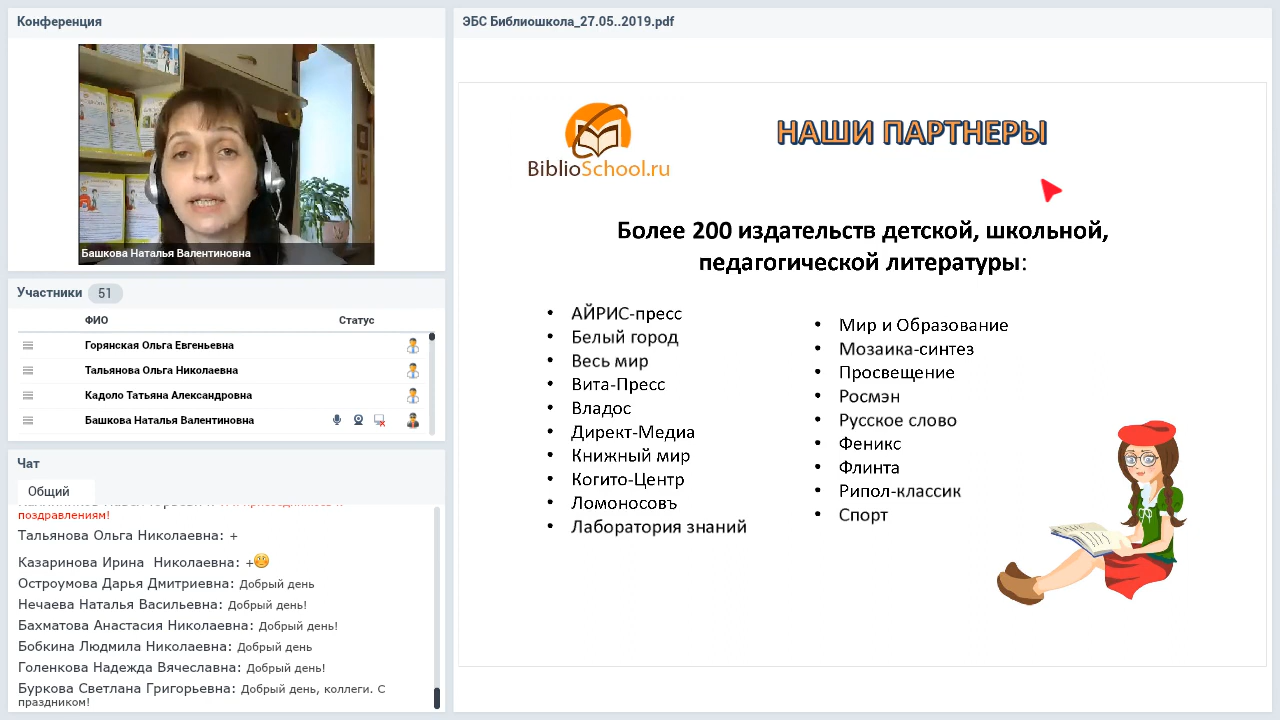 Конференция
Башкова Наталья Валентиновна
Участники 51
ФИО Статус
Горянская Ольга Евгеньевна
Тальянова Ольга Николаевна
Кадоло Татьяна Александровна
Башкова Наталья Валентиновна
Чат
Общий
поздравлениям!
Тальянова Ольга Николаевна: +
Казаринова Ирина  Николаевна: +
Остроумова Дарья Дмитриевна: Добрый день
Нечаева Наталья Васильевна: Добрый день!
Бахматова Анастасия Николаевна: Добрый день!
Бобкина Людмила Николаевна: Добрый день
Голенкова Надежда Вячеславна: Добрый день!
Буркова Светлана Григорьевна: Добрый день, коллеги. С
праздником!
ЭБС Библиошкола_27.05..2019.pdf
BiblioSchool.ru
НАШИ ПАРТНЕРЫ
Более 200 издательств детской, школьной,
педагогической литературы:
• АЙРИС-пресс
• Белый город
• Весь мир
• Вита-Пресс
• Владос
• Директ-Медиа
• Книжный мир
• Когито-Центр
• Ломоносовъ
• Лаборатория знаний
• Мир и Образование
• Мозаика-синтез
• Просвещение
• Росмэн
• Русское слово
• Феникс
• Флинта
• Рипол-классик
• Спорт